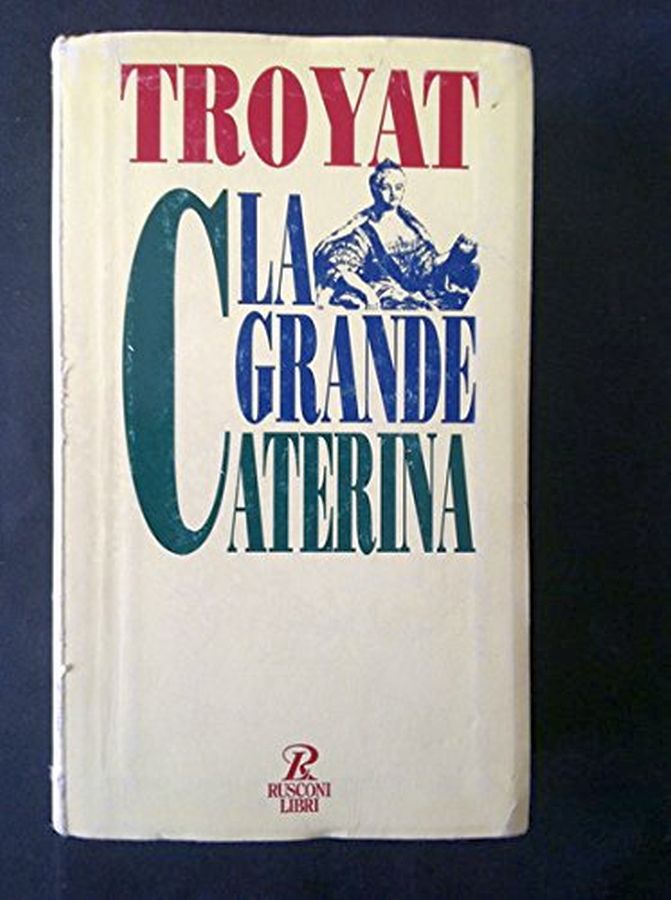 TROYAT
LA
GRANDE
CATERINA
R
RUSCONI
LIBRI